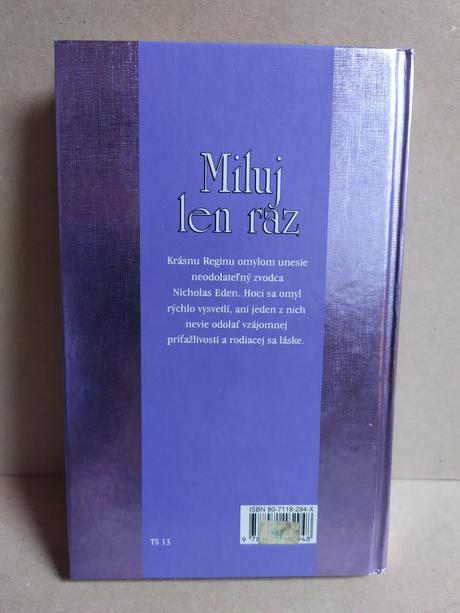 Miluj
len raz
Krásnu Reginu omylom unesie
neodolateľný zvodca
Nicholas Eden. Hoci sa omyl
rýchlo vysvetlí, ani jeden z nich
nevie odolať vzájomnej
príťažlivosti a rodiacej sa láske.
ISBN 80-7118-294-X
TS 13